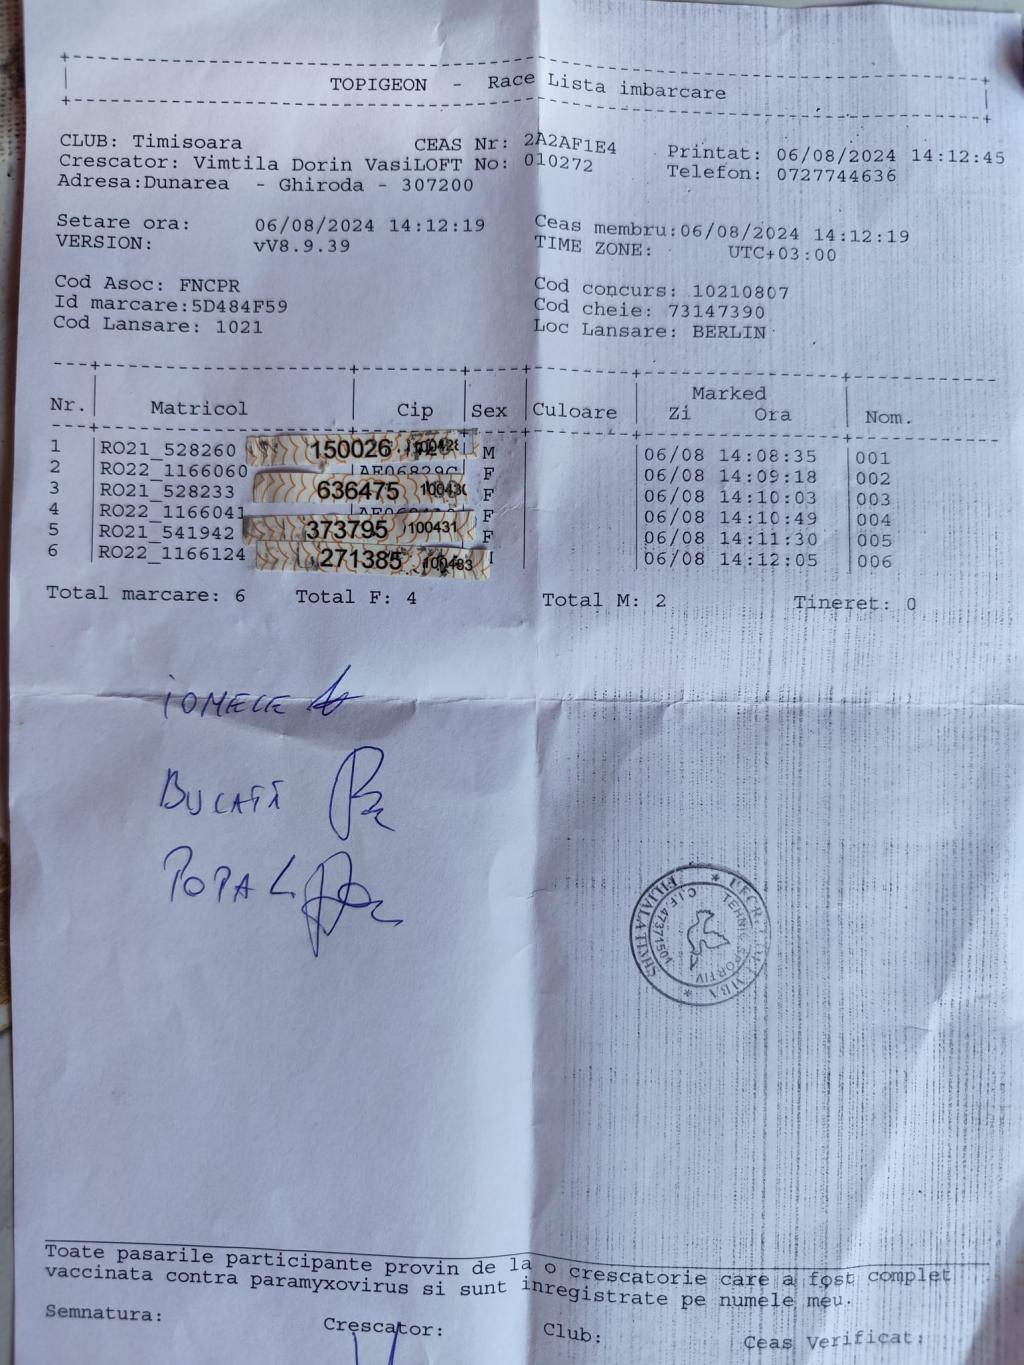 TOPIGEON - Race Lista imbarcare
CLUB: Timisoara CEAS Nr: 2A2AF1E4 Printat: 06/08/2024 14:12:45
Crescator: Vimtila Dorin VasiLOFT No: 010272 Telefon: 0727744636
Adresa:Dunarea - Ghiroda - 307200
Setare ora: 06/08/2024 14:12:19 Ceas membru:06/08/2024 14:12:19
VERSION: vV8.9.39 TIME ZONE: UTC+03:00
Cod Asoc: FNCPR Cod concurs: 10210807
Id marcare:5D484F59 Cod cheie: 73147390
Cod Lansare: 1021 Loc Lansare: BERLIN
Nr. Matricol Cip Sex Culoare Marked Zi Ora Nom.
1 RO21_528260 150026 M 06/08 14:08:35 001
2 RO22_1166060 F 06/08 14:09:18 002
3 RO21_528233 636475 F 06/08 14:10:03 003
4 RO22_1166041 F 06/08 14:10:49 004
5 RO21_541942 373795 100431 F 06/08 14:11:30 005
6 RO22_1166124 271385 06/08 14:12:05 006
Total marcare: 6 Total F: 4 Total M: 2 Tineret: 0
BUCATĂ
POPA L
C.I.F. TEHNIC SPORTIV
Toate pasarile participante provin de la o crescatorie care a fost complet
vaccinata contra paramyxovirus si sunt inregistrate pe numele meu.
Semnatura: Crescator: Club: Ceas Verificat: